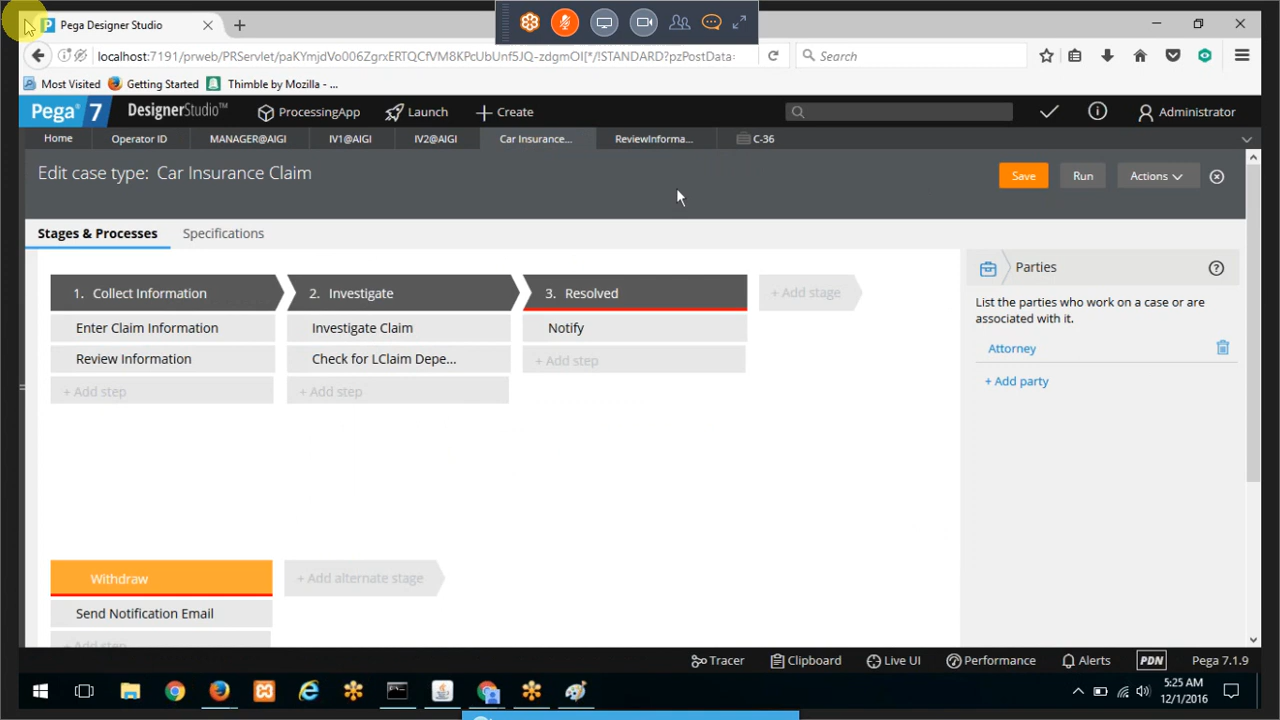 Pega Designer Studio
localhost:7191/prweb/PRServlet/paKYmjdVo006ZgrxERTQCfVM8KPcUbUnf5JQ-zdgmOI[*/!STANDARD?pzPostData=
Search
Most Visited
Getting Started
Thimble by Mozilla - ...
Pega 7
DesignerStudio™
ProcessingApp
Launch
Create
Administrator
Home
Operator ID
MANAGER@AIGI
IV1@AIGI
IV2@AIGI
Car Insurance...
ReviewInforma...
C-36
Edit case type: Car Insurance Claim
Save
Run
Actions
Stages & Processes
Specifications
1. Collect Information
2. Investigate
3. Resolved
+ Add stage
Enter Claim Information
Investigate Claim
Notify
Review Information
Check for LClaim Depe...
+ Add step
+ Add step
+ Add step
Parties
List the parties who work on a case or are
associated with it.
Attorney
+ Add party
Withdraw
+ Add alternate stage
Send Notification Email
+ Add step
Tracer
Clipboard
Live UI
Performance
Alerts
PDN
Pega 7.1.9
5:25 AM
12/1/2016